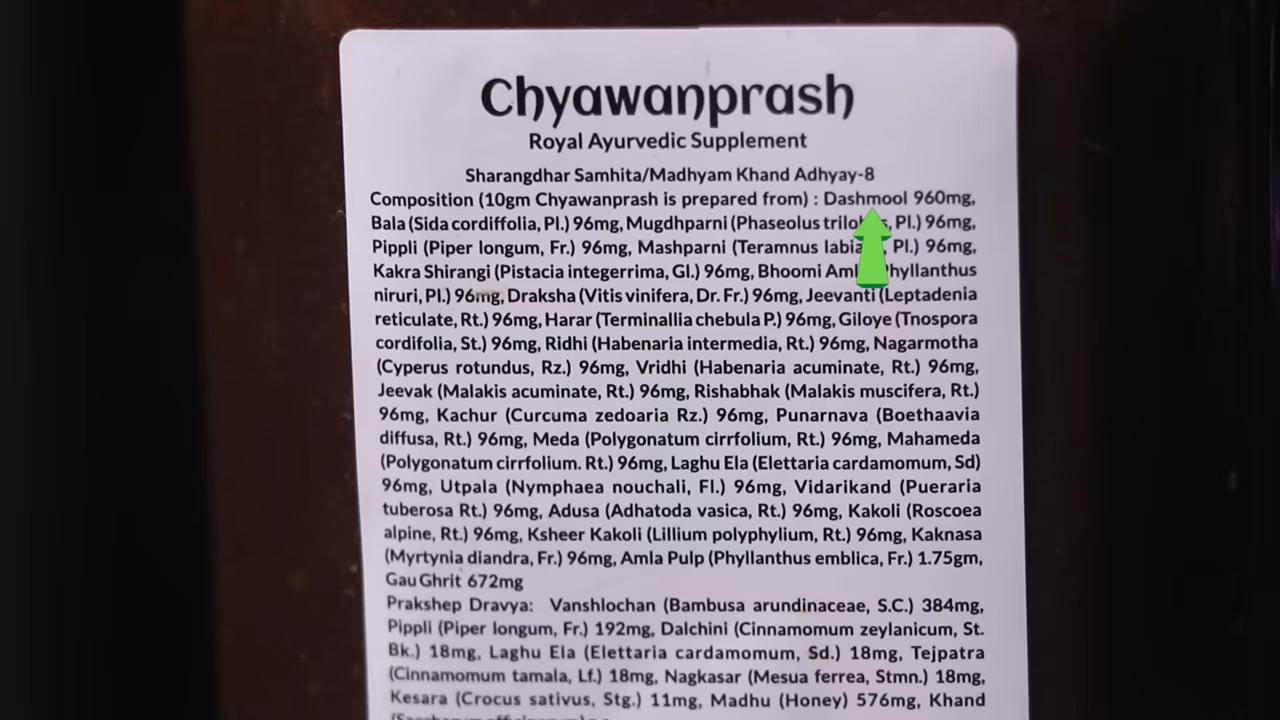 Chyawanprash
Royal Ayurvedic Supplement
Sharangdhar Samhita/Madhyam Khand Adhyay-8
Composition (10gm Chyawanprash is prepared from) : Dashmool 960mg,
Bala (Sida cordiffolia, Pl.) 96mg, Mugdhparni (Phaseolus Pl.) 96mg,
Pippli (Piper longum, Fr.) 96mg, Mashparni (Teramnus Pl.) 96mg,
Kakra Shirangi (Pistacia integerrima, Gl.) 96mg, Bhoomi
niruri, Pl.) 96mg, Draksha (Vitis vinifera, Dr. Fr.) 96mg, Jeevanti (Leptadenia
reticulate, Rt.) 96mg, Harar (Terminallia chebula P.) 96mg, Giloye (Tnospora
cordifolia, St.) 96mg, Ridhi (Habenaria intermedia, Rt.) 96mg, Nagarmotha
(Cyperus rotundus, Rz.) 96mg, Vridhi (Habenaria acuminate, Rt.) 96mg,
Jeevak (Malakis acuminate, Rt.) 96mg, Rishabhak (Malakis muscifera, Rt.)
96mg, Kachur (Curcuma zedoaria Rz.) 96mg, Punarnava (Boethaavia
diffusa, Rt.) 96mg, Meda (Polygonatum cirrfolium, Rt.) 96mg, Mahameda
(Polygonatum cirrfolium. Rt.) 96mg, Laghu Ela (Elettaria cardamomum, Sd)
96mg, Utpala (Nymphaea nouchali, Fl.) 96mg, Vidarikand (Pueraria
tuberosa Rt.) 96mg, Adusa (Adhatoda vasica, Rt.) 96mg, Kakoli (Roscoea
alpine, Rt.) 96mg, Ksheer Kakoli (Lillium polyphylium, Rt.) 96mg, Kaknasa
(Myrtynia diandra, Fr.) 96mg, Amla Pulp (Phyllanthus emblica, Fr.) 1.75gm,
Gau Ghrit 672mg
Prakshep Dravya: Vanshlochan (Bambusa arundinaceae, S.C.) 384mg,
Pippli (Piper longum, Fr.) 192mg, Dalchini (Cinnamomum zeylanicum, St.
Bk.) 18mg, Laghu Ela (Elettaria cardamomum, Sd.) 18mg, Tejpatra
(Cinnamomum tamala, Lf.) 18mg, Nagkasar (Mesua ferrea, Stmn.) 18mg,
Kesara (Crocus sativus, Stg.) 11mg, Madhu (Honey) 576mg, Khand